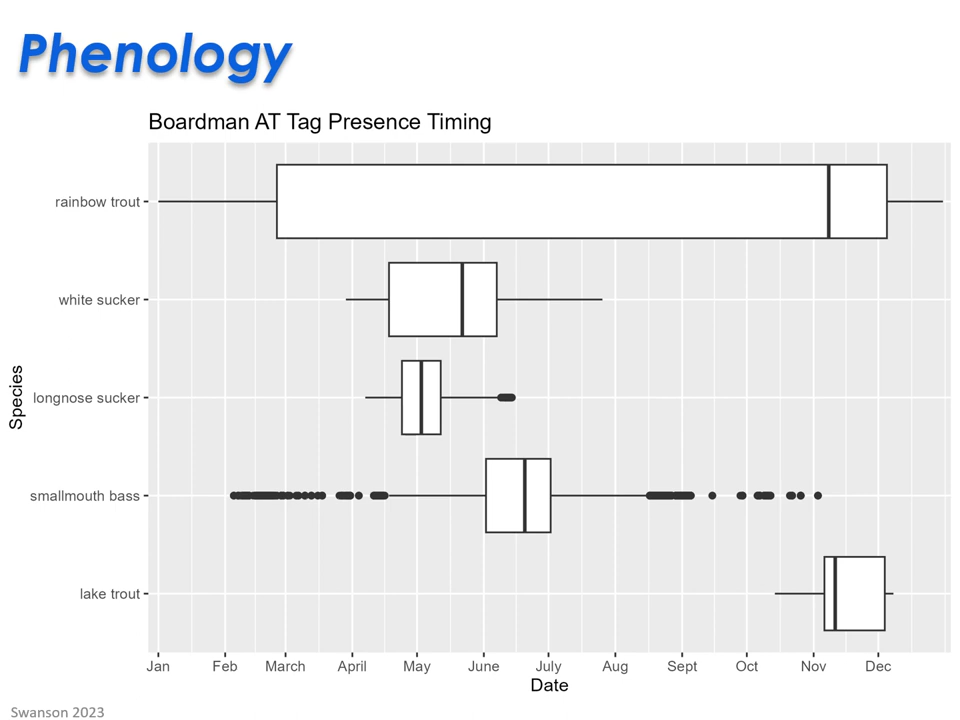 Phenology
Boardman AT Tag Presence Timing
Species
rainbow trout
white sucker
longnose sucker
smallmouth bass
lake trout
Jan Feb March April May June July Aug Sept Oct Nov Dec
Date
Swanson 2023